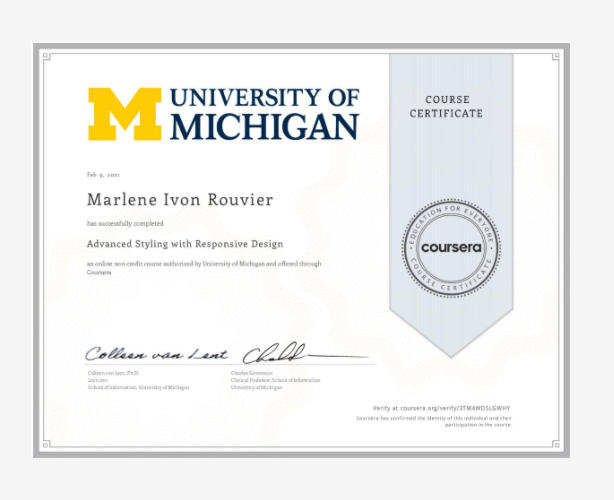 UNIVERSITY OF
MICHIGAN
COURSE
CERTIFICATE
Feb 9, 2021
Marlene Ivon Rouvier
has successfully completed
Advanced Styling with Responsive Design
an online non-credit course authorized by University of Michigan and offered through
Coursera
EDUCATION FOR EVERYONE
coursera
COURSE CERTIFICATE
Colleen van Lent
Colleen van Lent, Ph.D.
Lecturer
School of Information, University of Michigan
Charles Severance
Clinical Professor, School of Information
University of Michigan
Verify at coursera.org/verify/3TM4WDSLGWHY
Coursera has confirmed the identity of this individual and their
participation in the course.